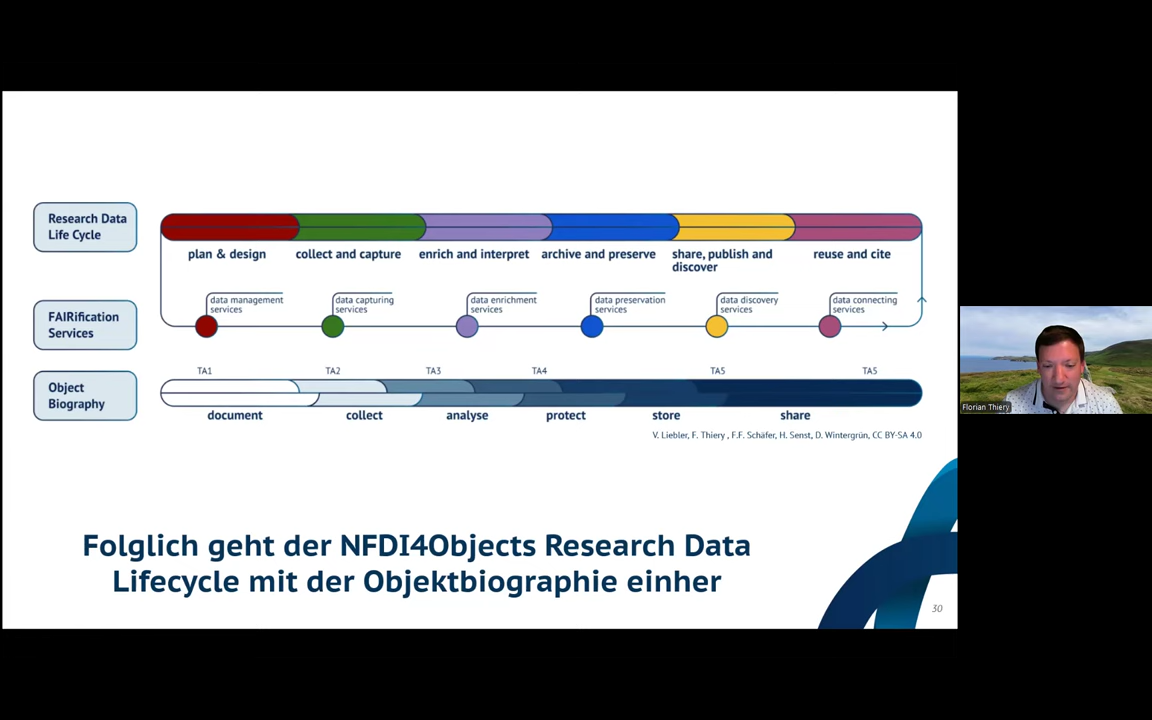 Research Data
Life Cycle
plan & design
collect and capture
enrich and interpret
archive and preserve
share, publish and
discover
reuse and cite
FAIRification
Services
data management
services
data capturing
services
data enrichment
services
data preservation
services
data discovery
services
data connecting
services
Object
Biography
TA1
TA2
TA3
TA4
TA5
TA5
document
collect
analyse
protect
store
share
V. Liebler, F. Thiery , F.F. Schäfer, H. Senst, D. Wintergrün, CC BY-SA 4.0
Folglich geht der NFDI4Objects Research Data
Lifecycle mit der Objektbiographie einher
30
Florian Thiery